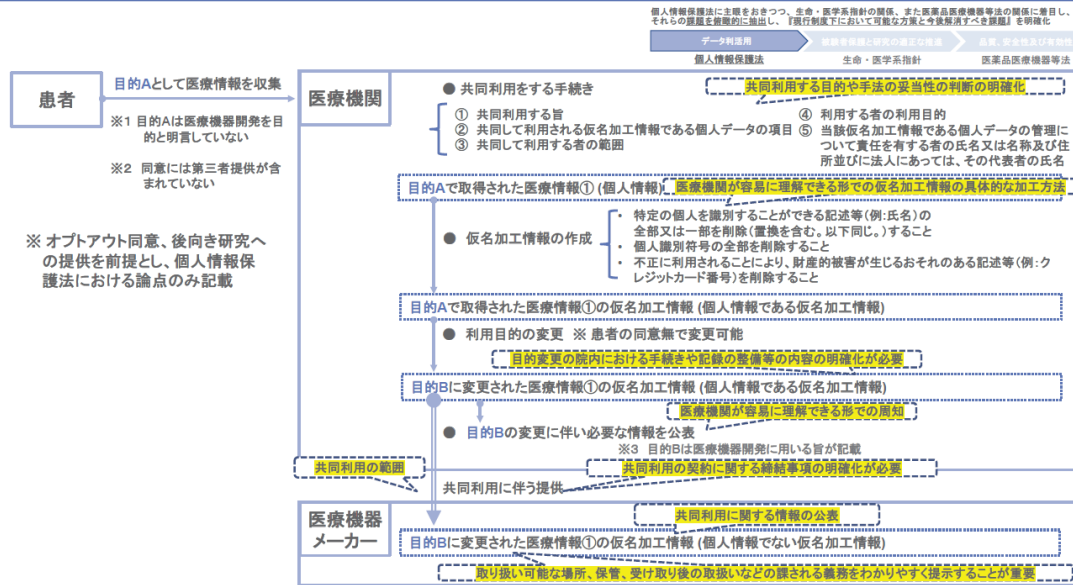 個人情報保護法に主眼をおきつつ、生命・医学系指針の関係、また医薬品医療機器等法の関係に着目し、
それらの課題を俯瞰的に抽出し、『現行制度下において可能な方策と今後解消すべき課題』を明確化
データ利活用
被験者保護と研究の適正な推進
品質、安全性及び有効性
個人情報保護法
生命・医学系指針
医薬品医療機器等法
患者
目的Aとして医療情報を収集
※1 目的Aは医療機器開発を目
的と明言していない
※2 同意には第三者提供が含
まれていない
※ オプトアウト同意、後向き研究へ
の提供を前提とし、個人情報保
護法における論点のみ記載
医療機関
● 共同利用をする手続き
共同利用する目的や手法の妥当性の判断の明確化
① 共同利用する旨
② 共同して利用される仮名加工情報である個人データの項目
③ 共同して利用する者の範囲
④ 利用する者の利用目的
⑤ 当該仮名加工情報である個人データの管理に
ついて責任を有する者の氏名又は名称及び住
所並びに法人にあっては、その代表者の氏名
目的Aで取得された医療情報① (個人情報)
医療機関が容易に理解できる形での仮名加工情報の具体的な加工方法
● 仮名加工情報の作成
・ 特定の個人を識別することができる記述等(例:氏名)の
全部又は一部を削除(置換を含む。以下同じ。)すること
・ 個人識別符号の全部を削除すること
・ 不正に利用されることにより、財産的被害が生じるおそれのある記述等(例:ク
レジットカード番号)を削除すること
目的Aで取得された医療情報①の仮名加工情報 (個人情報である仮名加工情報)
● 利用目的の変更 ※ 患者の同意無で変更可能
目的変更の院内における手続きや記録の整備等の内容の明確化が必要
目的Bに変更された医療情報①の仮名加工情報 (個人情報である仮名加工情報)
医療機関が容易に理解できる形での周知
● 目的Bの変更に伴い必要な情報を公表
※3 目的Bは医療機器開発に用いる旨が記載
共同利用の範囲
共同利用の契約に関する締結事項の明確化が必要
共同利用に伴う提供
医療機器
メーカー
共同利用に関する情報の公表
目的Bに変更された医療情報①の仮名加工情報 (個人情報でない仮名加工情報)
取り扱い可能な場所、保管、受け取り後の取扱いなどの課される義務をわかりやすく提示することが重要